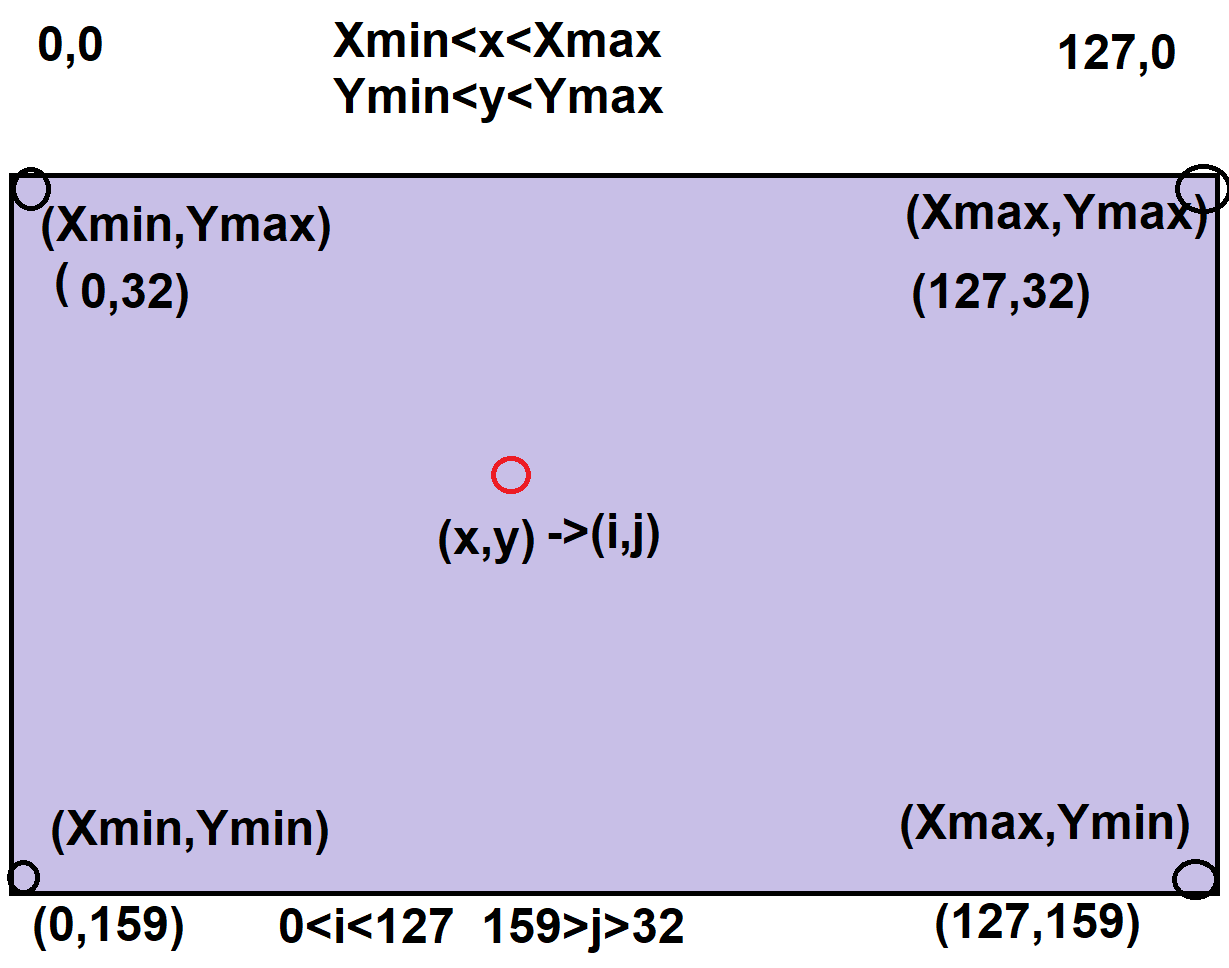 0,0
Xmin<x<Xmax
127,0
Ymin<y<Ymax
(Xmin,Ymax)
(Xmax,Ymax)
( 0,32)
(127,32)
(x,y) ->(i,j)
(Xmin,Ymin)
(Xmax,Ymin)
(0,159)
0<i<127 159>j>32
(127,159)